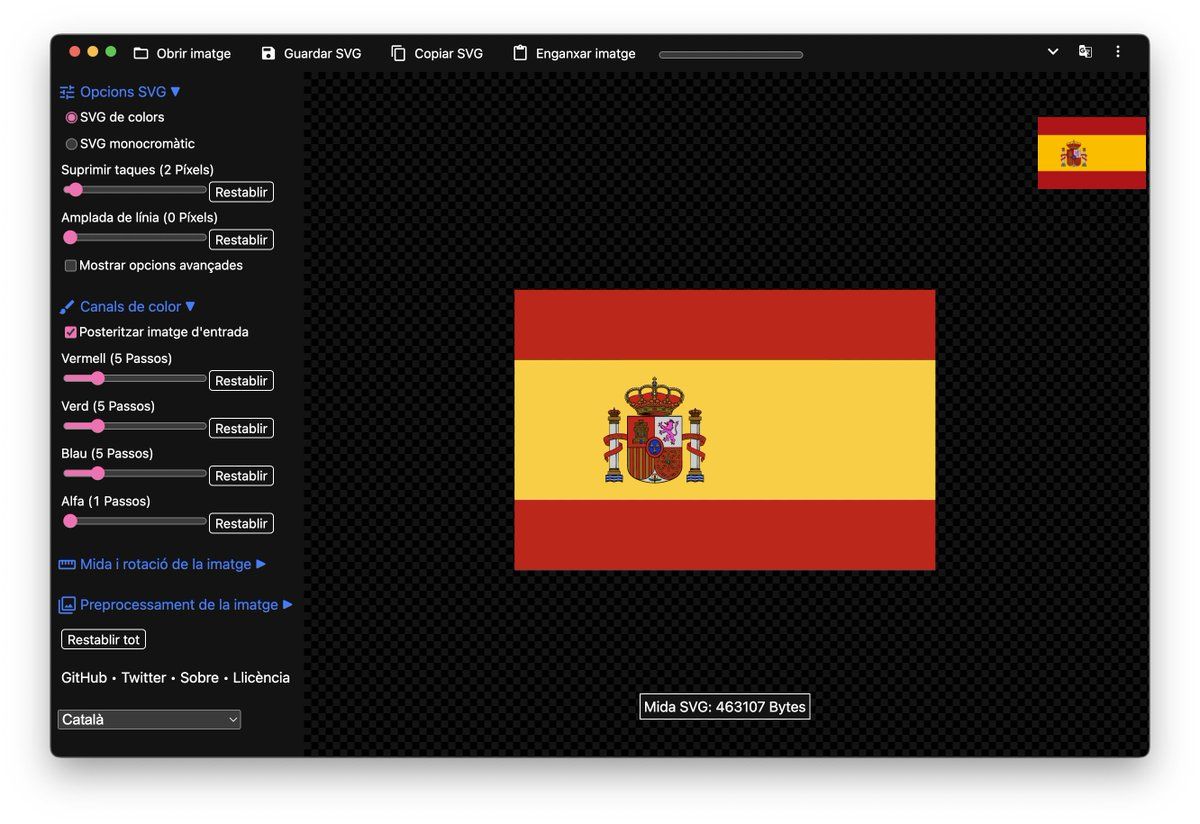 Obrir imatge
Guardar SVG
Copiar SVG
Enganxar imatge
Opcions SVG
SVG de colors
SVG monocromàtic
Suprimir taques (2 Píxels)
Restablir
Amplada de línia (0 Píxels)
Restablir
Mostrar opcions avançades
Canals de color
Posteritzar imatge d'entrada
Vermell (5 Passos)
Restablir
Verd (5 Passos)
Restablir
Blau (5 Passos)
Restablir
Alfa (1 Passos)
Restablir
Mida i rotació de la imatge
Preprocessament de la imatge
Restablir tot
GitHub • Twitter • Sobre • Llicència
Català
Mida SVG: 463107 Bytes